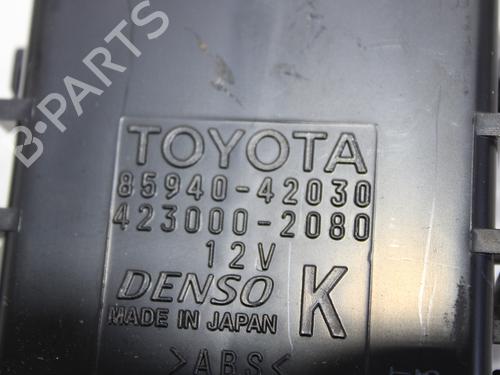 TOYOTA
85940-42030
423000-2080
12V
DENSO K
MADE IN JAPAN
>ABS<
B-PARTS